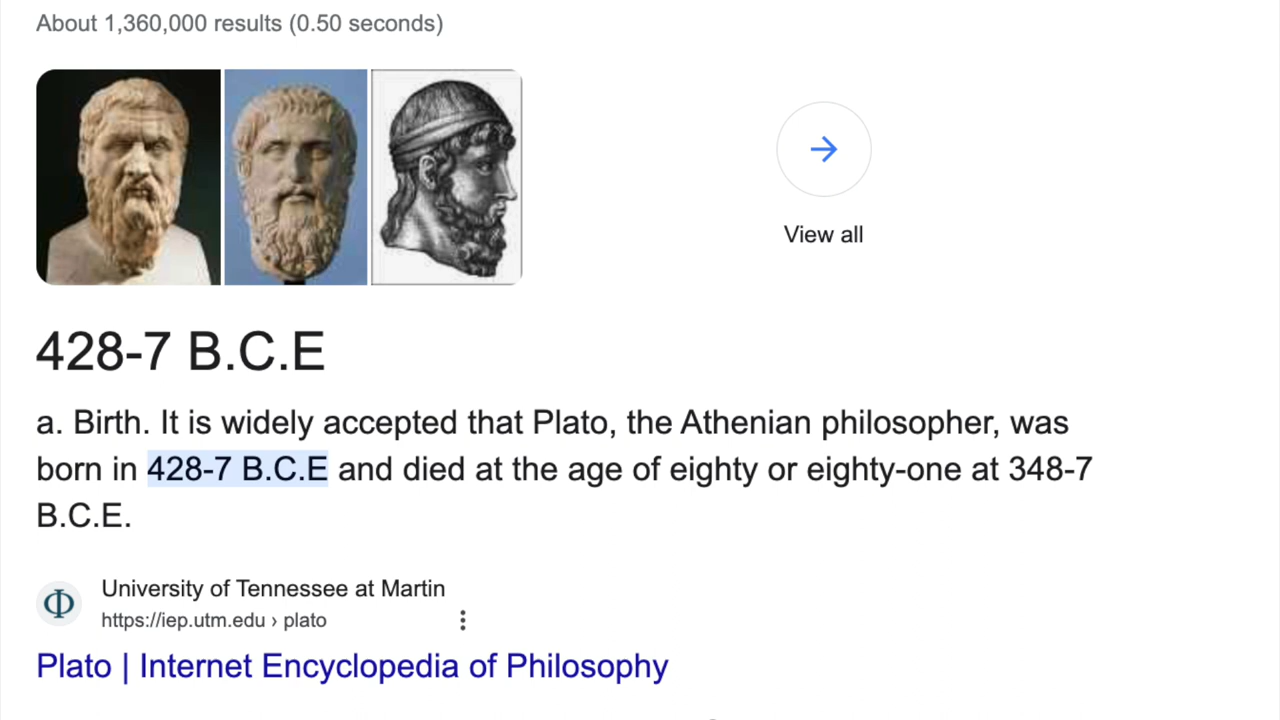 About 1,360,000 results (0.50 seconds)
View all
428-7 B.C.E
a. Birth. It is widely accepted that Plato, the Athenian philosopher, was
born in 428-7 B.C.E and died at the age of eighty or eighty-one at 348-7
B.C.E.
University of Tennessee at Martin
https://iep.utm.edu › plato
Plato | Internet Encyclopedia of Philosophy